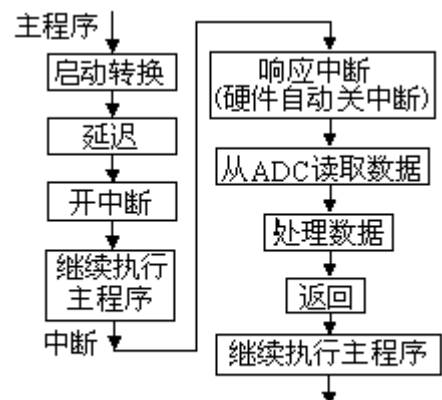 主程序
启动转换
延迟
开中断
继续执行
主程序
中断
响应中断
(硬件自动关中断)
从ADC读取数据
处理数据
返回
继续执行主程序